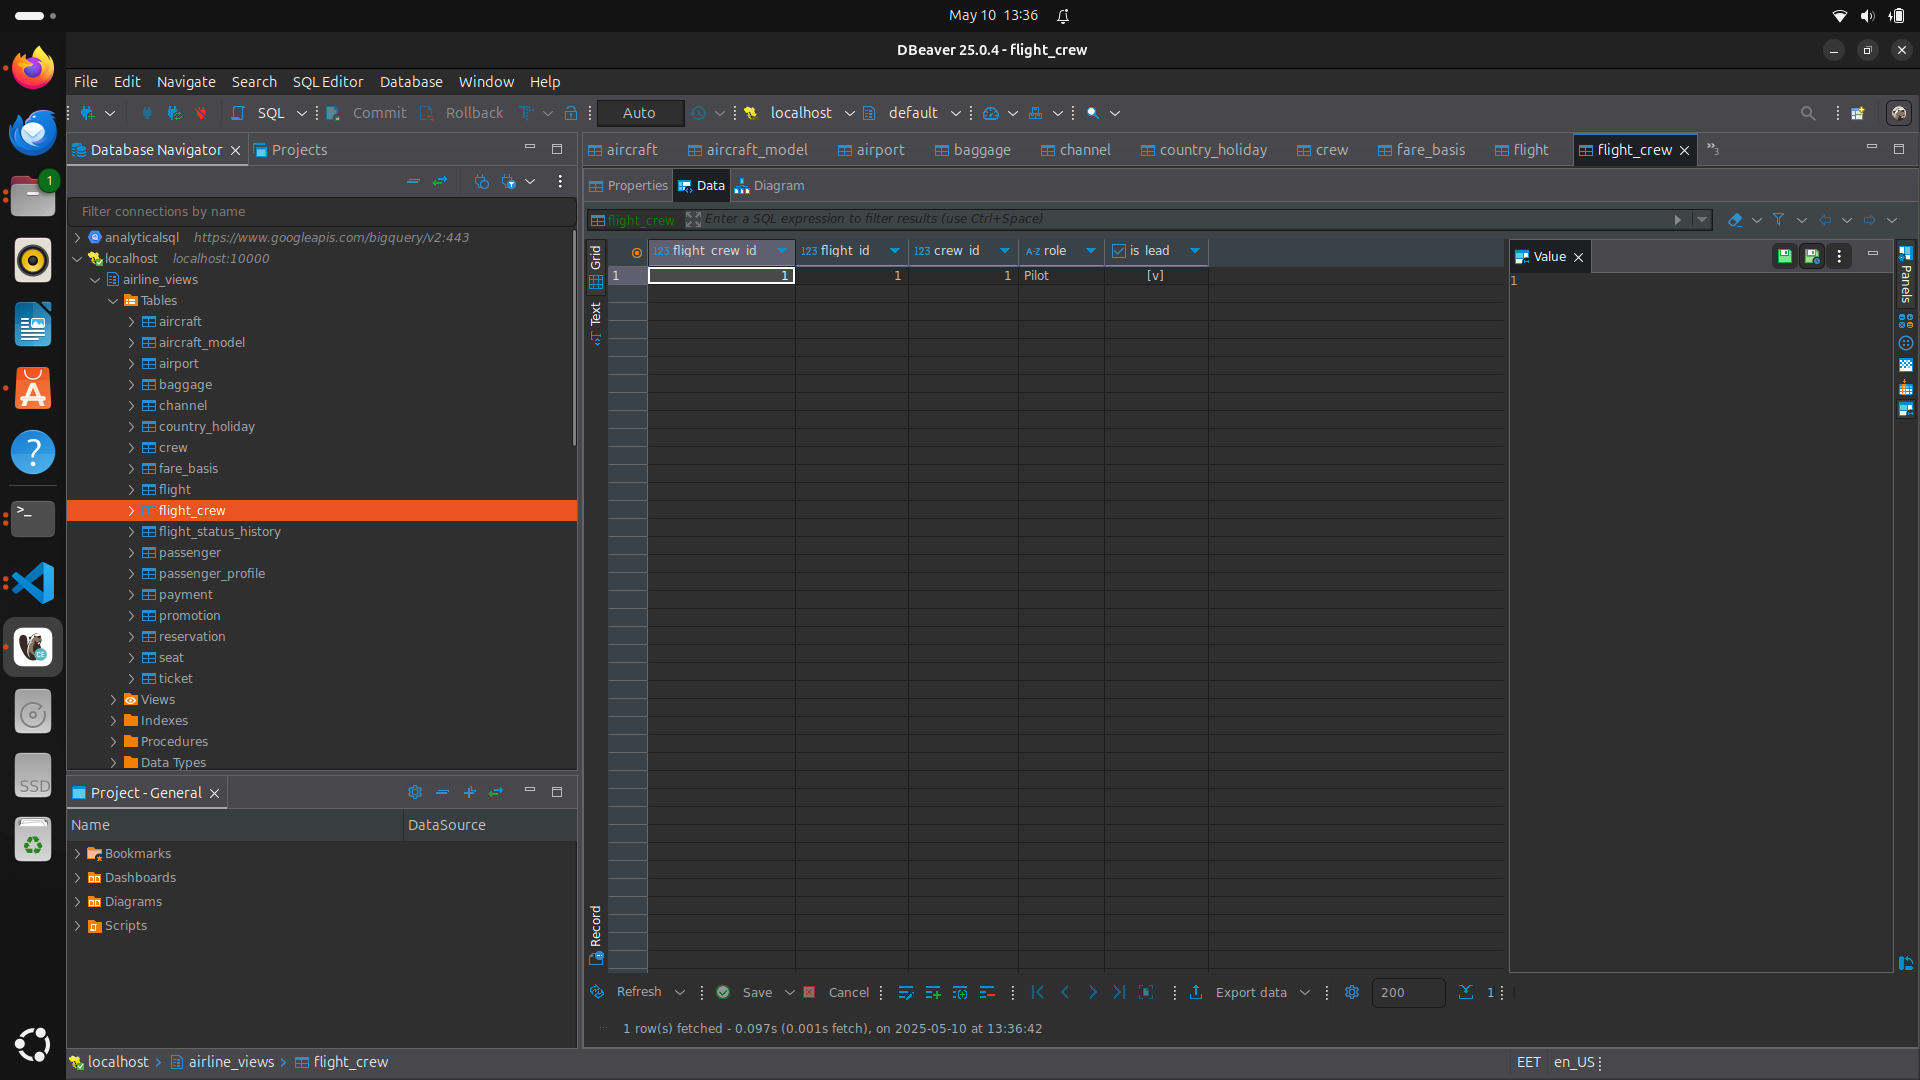 May 10 13:36
DBeaver 25.0.4 - flight_crew
File Edit Navigate Search SQL Editor Database Window Help
SQL Commit Rollback Auto localhost default
Database Navigator Projects
aircraft aircraft_model airport baggage channel country_holiday crew fare_basis flight flight_crew »3
Properties Data Diagram
Filter connections by name
flight_crew Enter a SQL expression to filter results (use Ctrl+Space)
analyticalsql https://www.googleapis.com/bigquery/v2:443
localhost localhost:10000
airline_views
Tables
aircraft
aircraft_model
airport
baggage
channel
country_holiday
crew
fare_basis
flight
flight_crew
flight_status_history
passenger
passenger_profile
payment
promotion
reservation
seat
ticket
Views
Indexes
Procedures
Data Types
Grid
Text
Record
123 flight_crew_id 123 flight_id 123 crew_id A-Z role is_lead
1 1 1 1 Pilot [v]
Value
1
Panels
Project - General
Name DataSource
Bookmarks
Dashboards
Diagrams
Scripts
Refresh Save Cancel Export data 200 1
1 row(s) fetched - 0.097s (0.001s fetch), on 2025-05-10 at 13:36:42
localhost airline_views flight_crew
EET en_US
1
>_
?
SSD
CE